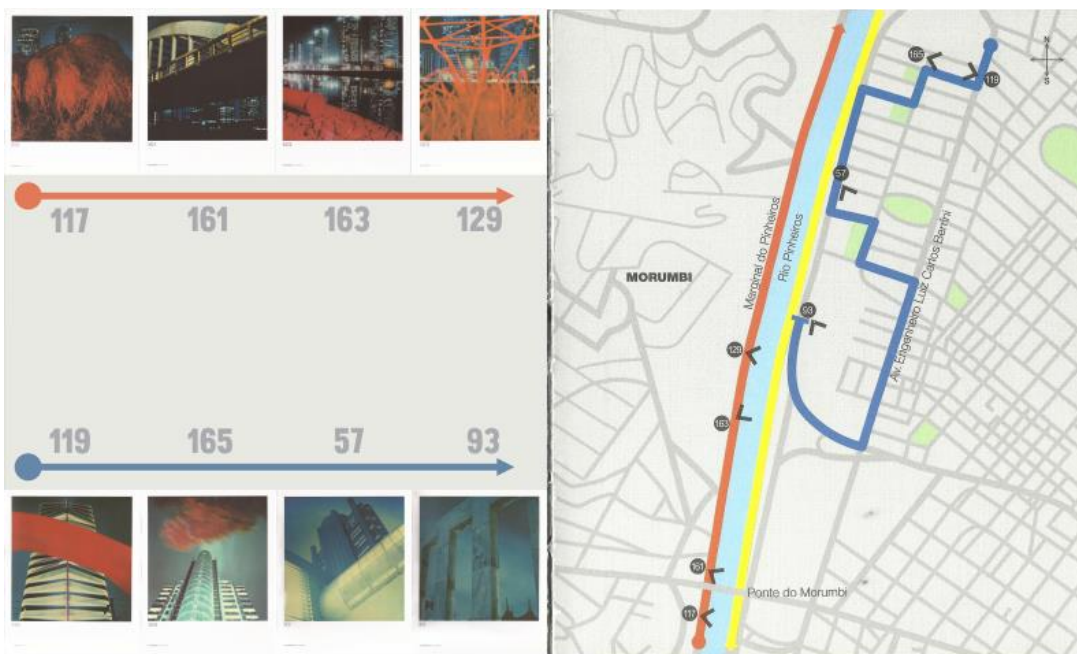 117 161 163 129
119 165 57 93
N
S
165
119
57
Marginal do Pinheiros
Rio Pinheiros
MORUMBI
Av. Engenheiro Luiz Carlos Berrini
93
129
163
161
Ponte do Morumbi
117